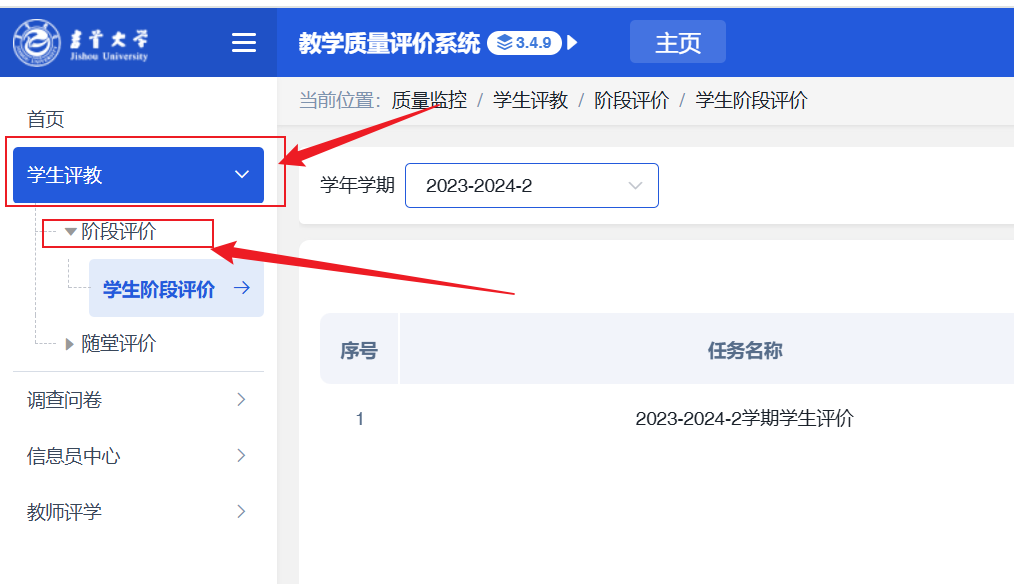 吉首大学
Jishou University
教学质量评价系统 3.4.9 主页
当前位置: 质量监控 / 学生评教 / 阶段评价 / 学生阶段评价
首页
学生评教
阶段评价
学生阶段评价
随堂评价
调查问卷
信息员中心
教师评学
学年学期 2023-2024-2
序号 任务名称
1 2023-2024-2学期学生评价